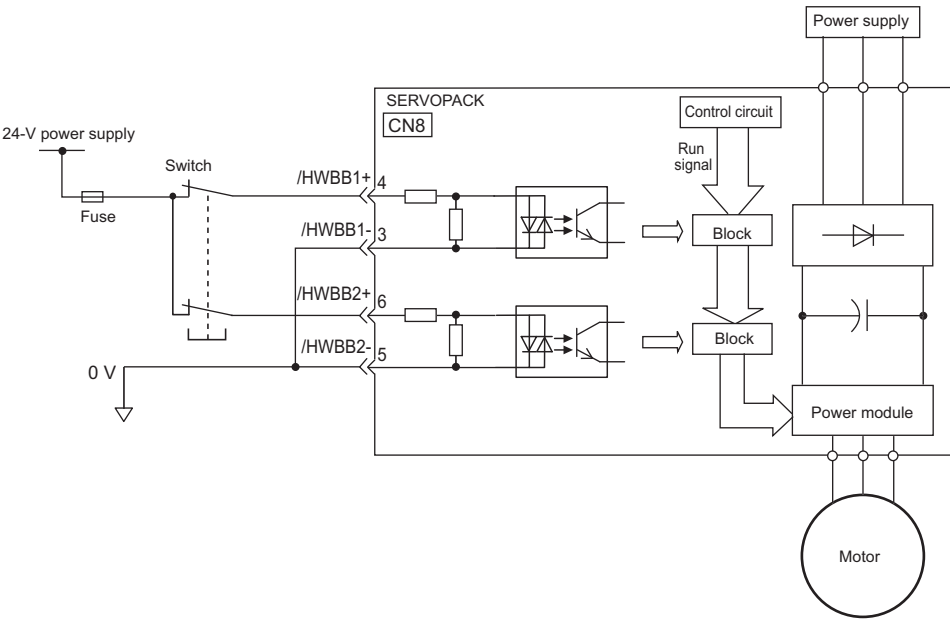 Power supply
SERVOPACK
CN8
Control circuit
24-V power supply
Switch
Run
signal
/HWBB1+
4
Fuse
/HWBB1-
3
Block
/HWBB2+
6
/HWBB2-
5
Block
0 V
Power module
Motor